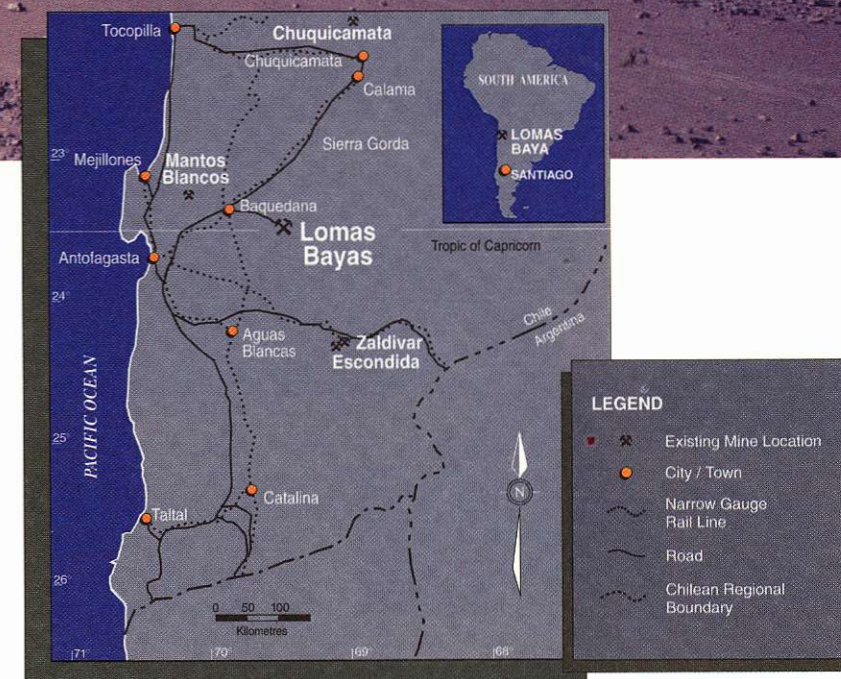 Tocopilla
Chuquicamata
Chuquicamata
Calama
Sierra Gorda
23°
Mejillones
Mantos
Blancos
Baquedana
Lomas
Bayas
Tropic of Capricorn
Antofagasta
24°
Chile
Argentina
Aguas
Blancas
Zaldivar
Escondida
PACIFIC OCEAN
25°
Catalina
Taltal
N
26°
0 50 100
Kilometres
71°
70°
69°
68°
SOUTH AMERICA
LOMAS
BAYA
SANTIAGO
LEGEND
Existing Mine Location
City / Town
Narrow Gauge
Rail Line
Road
Chilean Regional
Boundary